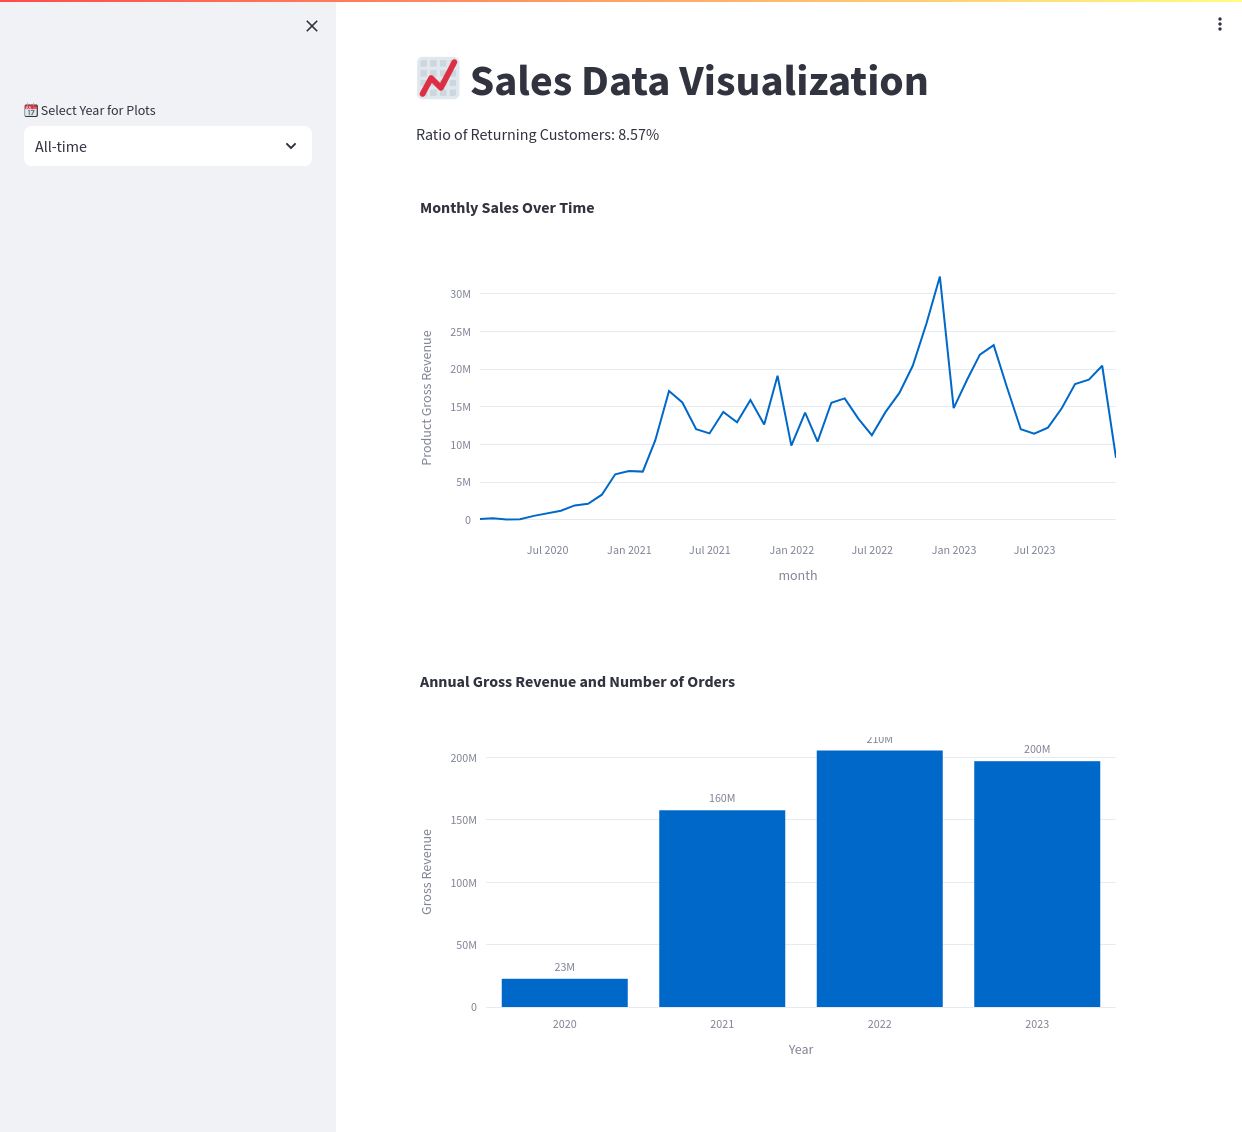 Select Year for Plots
All-time
Sales Data Visualization
Ratio of Returning Customers: 8.57%
Monthly Sales Over Time
Product Gross Revenue
30M
25M
20M
15M
10M
5M
0
Jul 2020 Jan 2021 Jul 2021 Jan 2022 Jul 2022 Jan 2023 Jul 2023
month
Annual Gross Revenue and Number of Orders
Gross Revenue
200M
150M
100M
50M
0
23M
160M
210M
200M
2020 2021 2022 2023
Year